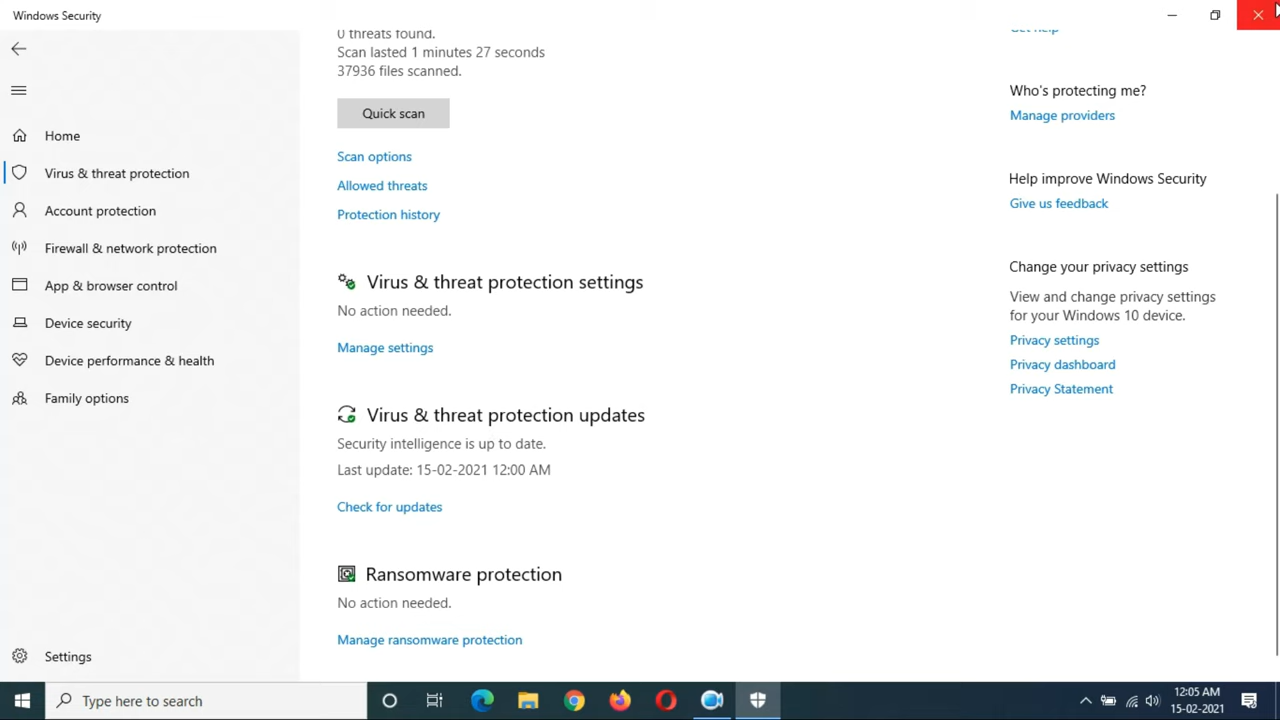 Windows Security
Home
Virus & threat protection
Account protection
Firewall & network protection
App & browser control
Device security
Device performance & health
Family options
Settings
0 threats found.
Scan lasted 1 minutes 27 seconds
37936 files scanned.
Quick scan
Scan options
Allowed threats
Protection history
Virus & threat protection settings
No action needed.
Manage settings
Virus & threat protection updates
Security intelligence is up to date.
Last update: 15-02-2021 12:00 AM
Check for updates
Ransomware protection
No action needed.
Manage ransomware protection
Get help
Who's protecting me?
Manage providers
Help improve Windows Security
Give us feedback
Change your privacy settings
View and change privacy settings
for your Windows 10 device.
Privacy settings
Privacy dashboard
Privacy Statement
Type here to search
12:05 AM
15-02-2021